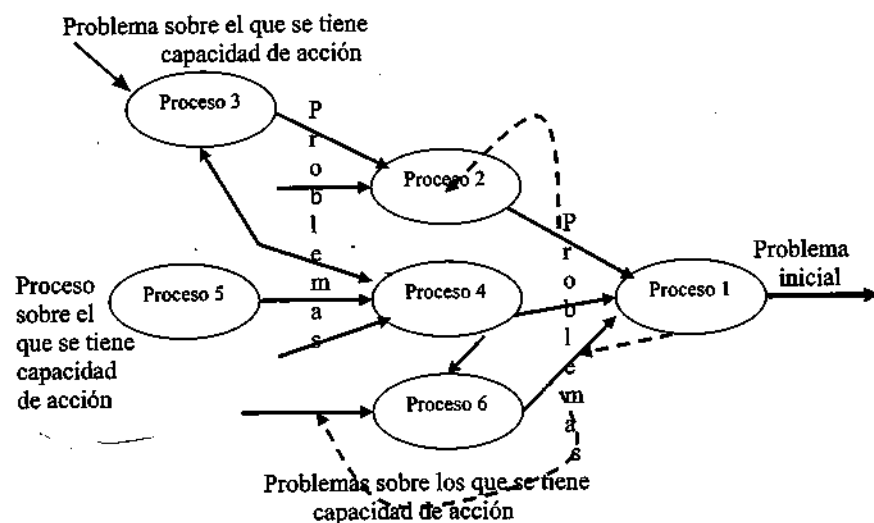 Problema sobre el que se tiene
capacidad de acción
Proceso 3
Problemas
Proceso 2
Problemas
Problema
inicial
Proceso 1
Proceso 4
Proceso 5
Proceso
sobre el
que se tiene
capacidad
de acción
Proceso 6
Problemas sobre los que se tiene
capacidad de acción